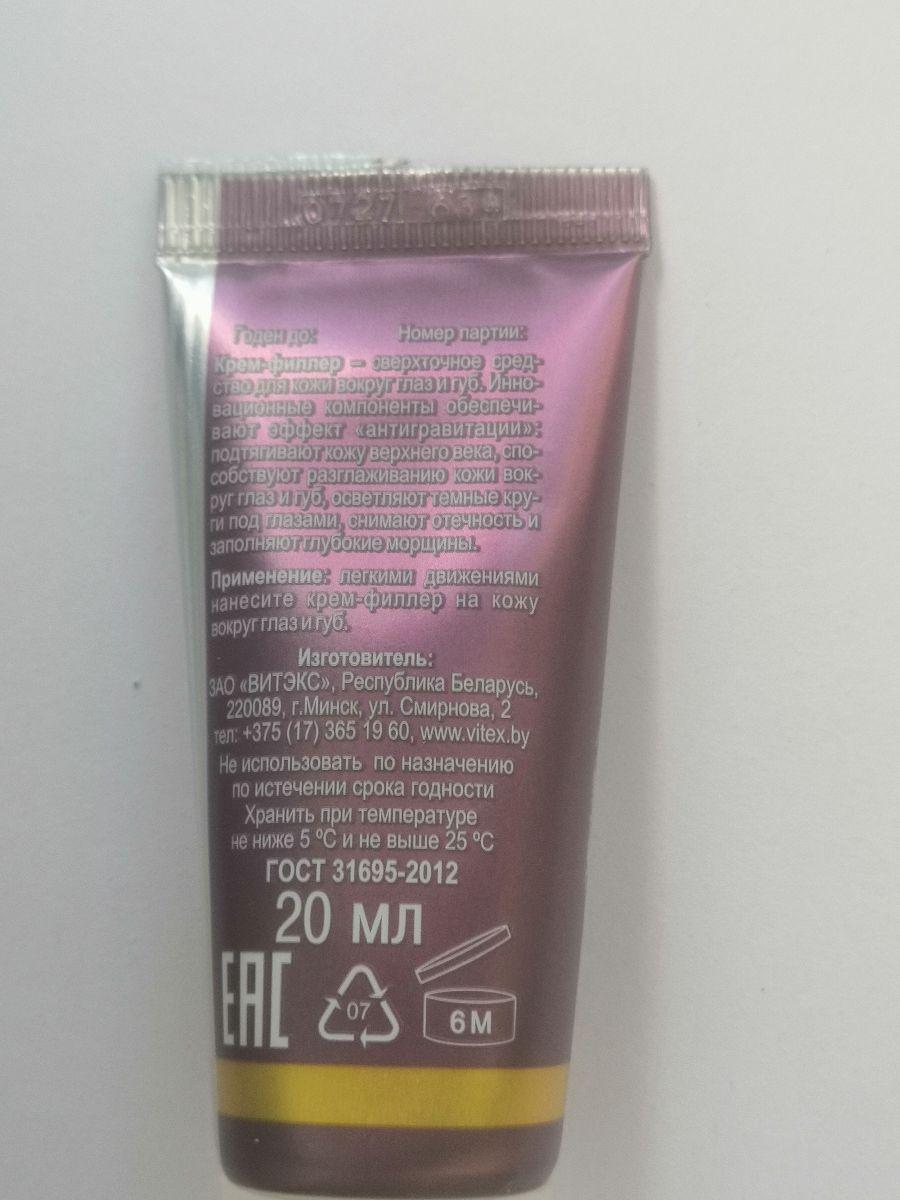 0727
Годен до: Номер партии:
Крем-филлер – сверхточное сред-
ство для кожи вокруг глаз и губ. Инно-
вационные компоненты обеспечи-
вают эффект «антигравитации»:
подтягивают кожу верхнего века, спо-
собствуют разглаживанию кожи вок-
руг глаз и губ, осветляют темные кру-
ги под глазами, снимают отечность и
заполняют глубокие морщины.
Применение: легкими движениями
нанесите крем-филлер на кожу
вокруг глаз и губ.
Изготовитель:
ЗАО «ВИТЭКС», Республика Беларусь,
220089, г.Минск, ул. Смирнова, 2
тел: +375 (17) 365 19 60, www.vitex.by
Не использовать по назначению
по истечении срока годности
Хранить при температуре
не ниже 5 ºС и не выше 25 ºС
ГОСТ 31695-2012
20 мл
EAC
07
6 М